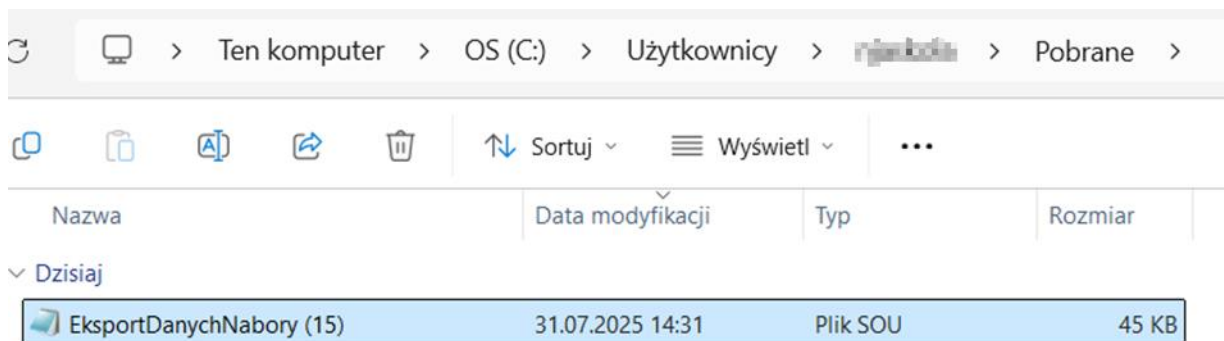 Ten komputer > OS (C:) > Użytkownicy > > Pobrane >
Sortuj Wyświetl ...
Nazwa Data modyfikacji Typ Rozmiar
Dzisiaj
EksportDanychNabory (15) 31.07.2025 14:31 Plik SOU 45 KB